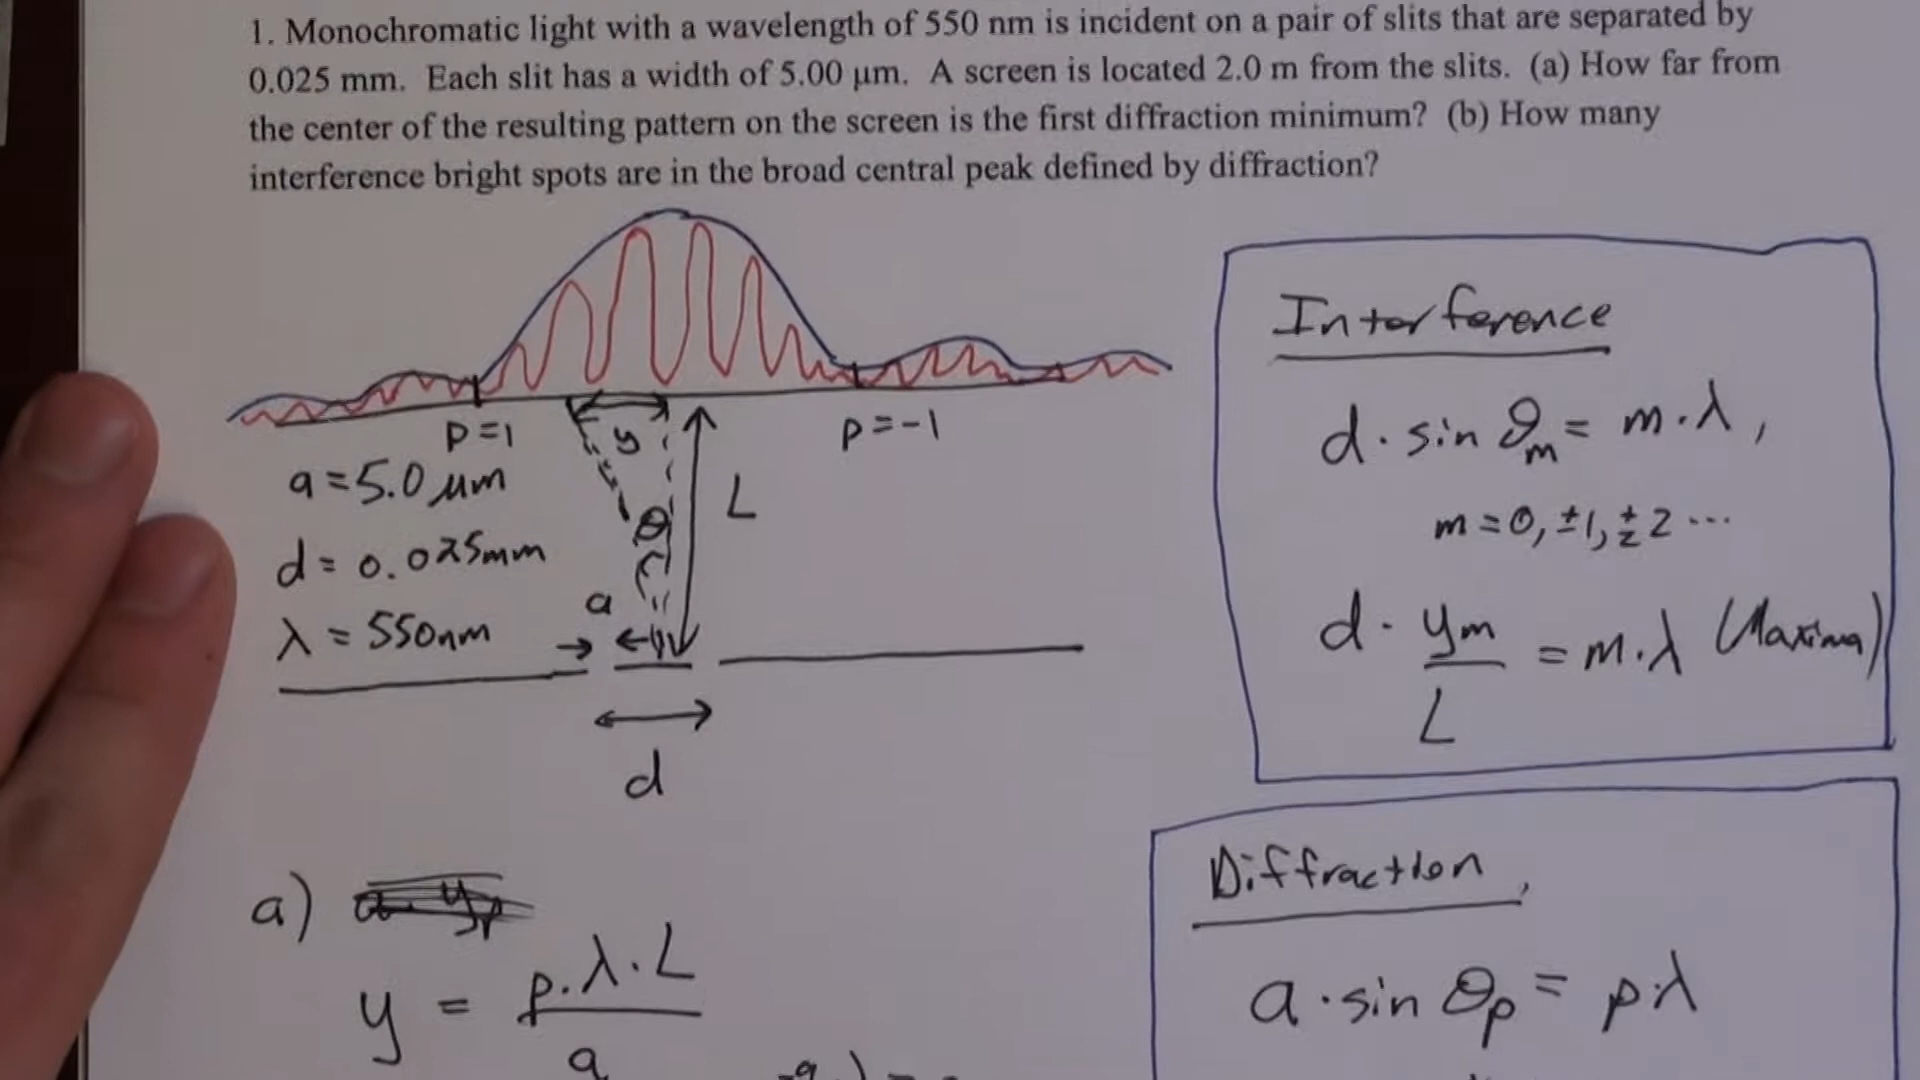 1. Monochromatic light with a wavelength of 550 nm is incident on a pair of slits that are separated by
0.025 mm. Each slit has a width of 5.00 μm. A screen is located 2.0 m from the slits. (a) How far from
the center of the resulting pattern on the screen is the first diffraction minimum? (b) How many
interference bright spots are in the broad central peak defined by diffraction?
p=1
y
p=-1
a=5.0 μm
L
θ
d=0.025mm
a
λ=550nm
d
Interference
d·sin θm = m·λ,
m=0,±1,±2...
d·ym/L = m·λ (Maxima)
a)
y = p·λ·L/a
Diffraction
a·sin θp = pλ